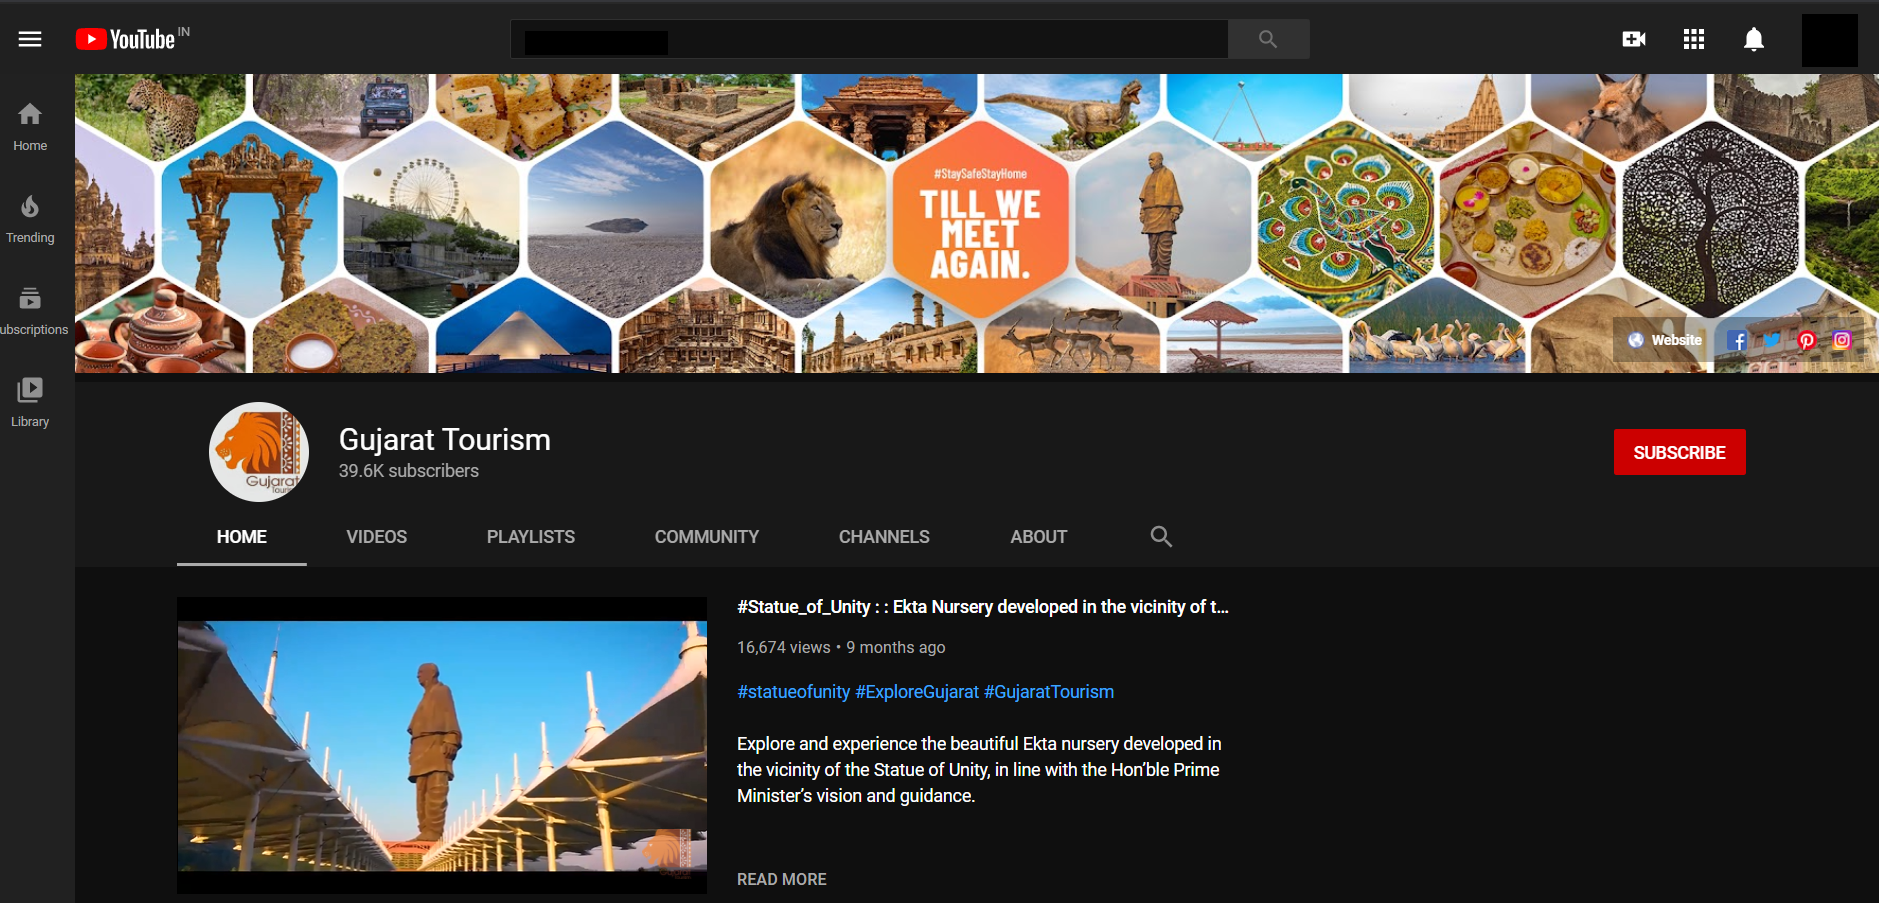 YouTube IN
Home
Trending
ubscriptions
Library
#StaySafeStayHome
TILL WE
MEET
AGAIN.
Website
Gujarat
Gujarat Tourism
39.6K subscribers
SUBSCRIBE
HOME VIDEOS PLAYLISTS COMMUNITY CHANNELS ABOUT
#Statue_of_Unity : : Ekta Nursery developed in the vicinity of t...
16,674 views • 9 months ago
#statueofunity #ExploreGujarat #GujaratTourism
Explore and experience the beautiful Ekta nursery developed in
the vicinity of the Statue of Unity, in line with the Hon’ble Prime
Minister’s vision and guidance.
READ MORE